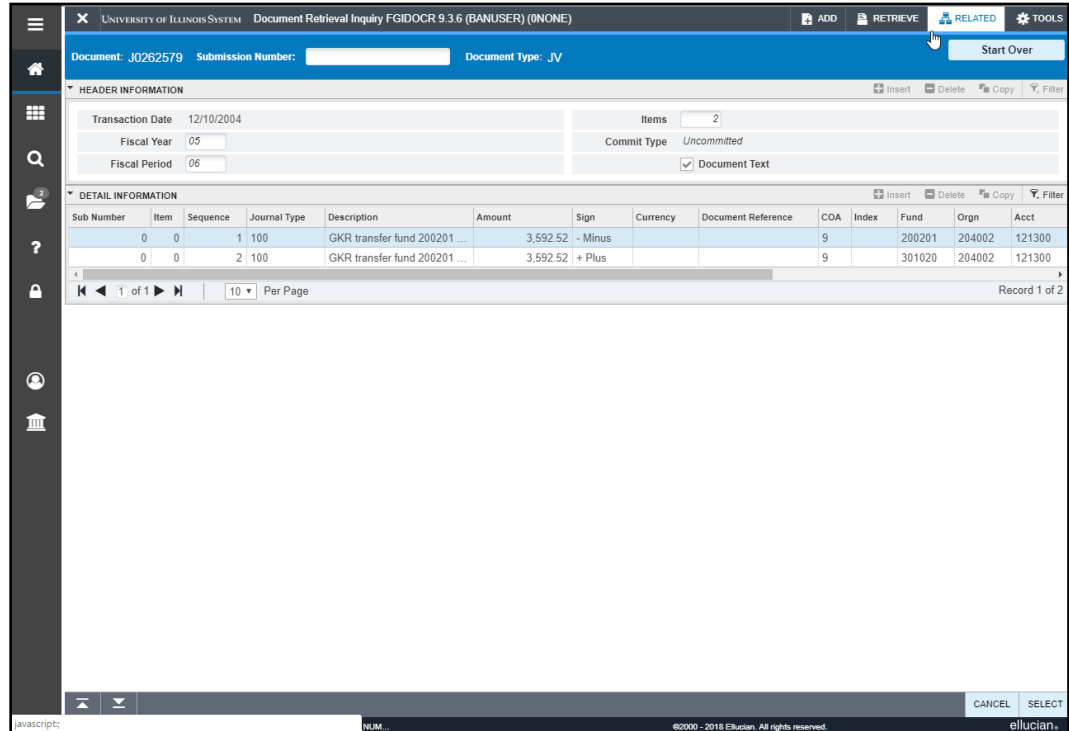 UNIVERSITY OF ILLINOIS SYSTEM Document Retrieval Inquiry FGIDOCR 9.3.6 (BANUSER) (0NONE) ADD RETRIEVE RELATED TOOLS
Document: J0262579 Submission Number: Document Type: JV Start Over
HEADER INFORMATION Insert Delete Copy Filter
Transaction Date 12/10/2004 Items 2
Fiscal Year 05 Commit Type Uncommitted
Fiscal Period 06 Document Text
2
DETAIL INFORMATION Insert Delete Copy Filter
Sub Number Item Sequence Journal Type Description Amount Sign Currency Document Reference COA Index Fund Orgn Acct
0 0 1 100 GKR transfer fund 200201 ... 3,592.52 - Minus 9 200201 204002 121300
0 0 2 100 GKR transfer fund 200201 ... 3,592.52 + Plus 9 301020 204002 121300
1 of 1 10 Per Page Record 1 of 2
CANCEL SELECT
javascript:; NUM... ©2000 - 2018 Ellucian. All rights reserved. ellucian.